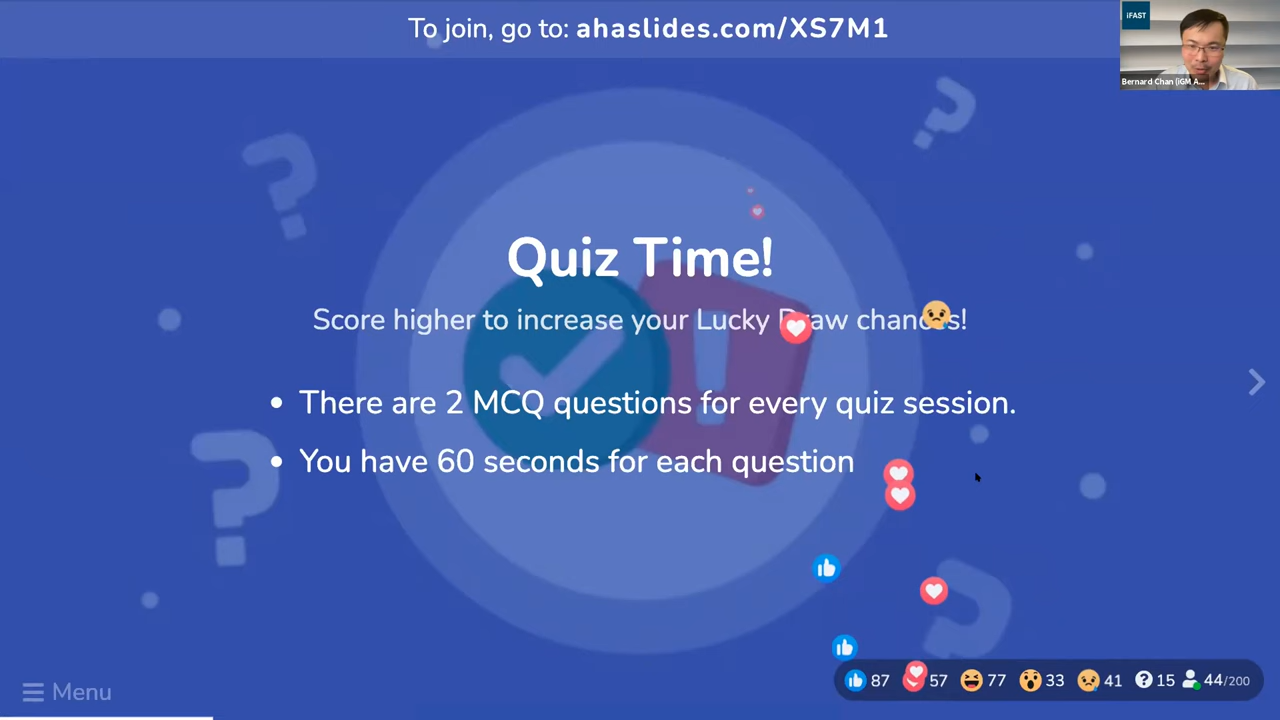 To join, go to: ahaslides.com/XS7M1
iFAST
Bernard Chan (iGM A...
Quiz Time!
Score higher to increase your Lucky Draw chances!
• There are 2 MCQ questions for every quiz session.
• You have 60 seconds for each question
Menu
87 57 77 33 41 15 44/200